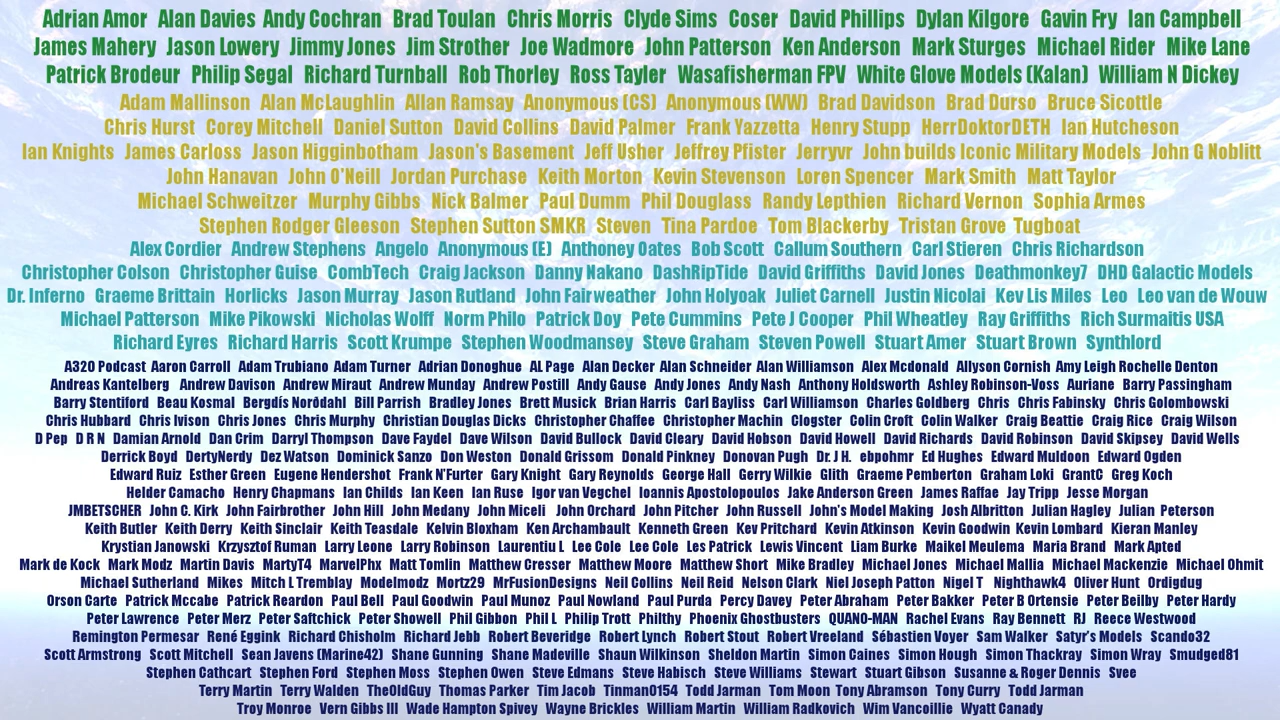 Adrian Amor Alan Davies Andy Cochran Brad Toulan Chris Morris Clyde Sims Coser David Phillips Dylan Kilgore Gavin Fry Ian Campbell
James Mahery Jason Lowery Jimmy Jones Jim Strother Joe Wadmore John Patterson Ken Anderson Mark Sturges Michael Rider Mike Lane
Patrick Brodeur Philip Segal Richard Turnball Rob Thorley Ross Tayler Wasafisherman FPV White Glove Models (Kalan) William N Dickey
Adam Mallinson Alan McLaughlin Allan Ramsay Anonymous (CS) Anonymous (WW) Brad Davidson Brad Durso Bruce Sicottle
Chris Hurst Corey Mitchell Daniel Sutton David Collins David Palmer Frank Yazzetta Henry Stupp HerrDoktorDETH Ian Hutcheson
Ian Knights James Carloss Jason Higginbotham Jason's Basement Jeff Usher Jeffrey Pfister Jerryvr John builds Iconic Military Models John G Noblitt
John Hanavan John O'Neill Jordan Purchase Keith Morton Kevin Stevenson Loren Spencer Mark Smith Matt Taylor
Michael Schweitzer Murphy Gibbs Nick Balmer Paul Dumm Phil Douglass Randy Lepthien Richard Vernon Sophia Armes
Stephen Rodger Gleeson Stephen Sutton SMKR Steven Tina Pardoe Tom Blackerby Tristan Grove Tugboat
Alex Cordier Andrew Stephens Angelo Anonymous (E) Anthoney Oates Bob Scott Callum Southern Carl Stieren Chris Richardson
Christopher Colson Christopher Guise CombTech Craig Jackson Danny Nakano DashRipTide David Griffiths David Jones Deathmonkey7 DHD Galactic Models
Dr. Inferno Graeme Brittain Horlicks Jason Murray Jason Rutland John Fairweather John Holyoak Juliet Carnell Justin Nicolai Kev Lis Miles Leo Leo van de Wouw
Michael Patterson Mike Pikowski Nicholas Wolff Norm Philo Patrick Doy Pete Cummins Pete J Cooper Phil Wheatley Ray Griffiths Rich Surmaitis USA
Richard Eyres Richard Harris Scott Krumpe Stephen Woodmansey Steve Graham Steven Powell Stuart Amer Stuart Brown Synthlord
A320 Podcast Aaron Carroll Adam Trubiano Adam Turner Adrian Donoghue AL Page Alan Decker Alan Schneider Alan Williamson Alex Mcdonald Allyson Cornish Amy Leigh Rochelle Denton
Andreas Kantelberg Andrew Davison Andrew Miraut Andrew Munday Andrew Postill Andy Gause Andy Jones Andy Nash Anthony Holdsworth Ashley Robinson-Voss Auriane Barry Passingham
Barry Stentiford Beau Kosmal Bergdís Norðdahl Bill Parrish Bradley Jones Brett Musick Brian Harris Carl Bayliss Carl Williamson Charles Goldberg Chris Chris Fabinsky Chris Golombowski
Chris Hubbard Chris Ivison Chris Jones Chris Murphy Christian Douglas Dicks Christopher Chaffee Christopher Machin Clogster Colin Croft Colin Walker Craig Beattie Craig Rice Craig Wilson
D Pep D R N Damian Arnold Dan Crim Darryl Thompson Dave Faydel Dave Wilson David Bullock David Cleary David Hobson David Howell David Richards David Robinson David Skipsey David Wells
Derrick Boyd DertyNerdy Dez Watson Dominick Sanzo Don Weston Donald Grissom Donald Pinkney Donovan Pugh Dr. J H. ebpohmr Ed Hughes Edward Muldoon Edward Ogden
Edward Ruiz Esther Green Eugene Hendershot Frank N'Furter Gary Knight Gary Reynolds George Hall Gerry Wilkie Glith Graeme Pemberton Graham Loki GrantC Greg Koch
Helder Camacho Henry Chapmans Ian Childs Ian Keen Ian Ruse Igor van Vegchel Ioannis Apostolopoulos Jake Anderson Green James Raffae Jay Tripp Jesse Morgan
JMBETSCHER John C. Kirk John Fairbrother John Hill John Medany John Miceli John Orchard John Pitcher John Russell John's Model Making Josh Albritton Julian Hagley Julian Peterson
Keith Butler Keith Derry Keith Sinclair Keith Teasdale Kelvin Bloxham Ken Archambault Kenneth Green Kev Pritchard Kevin Atkinson Kevin Goodwin Kevin Lombard Kieran Manley
Krystian Janowski Krzysztof Ruman Larry Leone Larry Robinson Laurentiu L Lee Cole Lee Cole Les Patrick Lewis Vincent Liam Burke Maikel Meulema Maria Brand Mark Apted
Mark de Kock Mark Modz Martin Davis MartyT4 MarvelPhx Matt Tomlin Matthew Cresser Matthew Moore Matthew Short Mike Bradley Michael Jones Michael Mallia Michael Mackenzie Michael Ohmit
Michael Sutherland Mikes Mitch L Tremblay Modelmodz Mortz29 MrFusionDesigns Neil Collins Neil Reid Nelson Clark Niel Joseph Patton Nigel T Nighthawk4 Oliver Hunt Ordigdug
Orson Carte Patrick Mccabe Patrick Reardon Paul Bell Paul Goodwin Paul Munoz Paul Nowland Paul Purda Percy Davey Peter Abraham Peter Bakker Peter B Ortensie Peter Beilby Peter Hardy
Peter Lawrence Peter Merz Peter Saftchick Peter Showell Phil Gibbon Phil L Philip Trott Philthy Phoenix Ghostbusters QUANO-MAN Rachel Evans Ray Bennett RJ Reece Westwood
Remington Permesar René Eggink Richard Chisholm Richard Jebb Robert Beveridge Robert Lynch Robert Stout Robert Vreeland Sébastien Voyer Sam Walker Satyr's Models Scando32
Scott Armstrong Scott Mitchell Sean Javens (Marine42) Shane Gunning Shane Madeville Shaun Wilkinson Sheldon Martin Simon Caines Simon Hough Simon Thackray Simon Wray Smudged81
Stephen Cathcart Stephen Ford Stephen Moss Stephen Owen Steve Edmans Steve Habisch Steve Williams Stewart Stuart Gibson Susanne & Roger Dennis Svee
Terry Martin Terry Walden TheOldGuy Thomas Parker Tim Jacob Tinman0154 Todd Jarman Tom Moon Tony Abramson Tony Curry Todd Jarman
Troy Monroe Vern Gibbs III Wade Hampton Spivey Wayne Brickles William Martin William Radkovich Wim Vancoillie Wyatt Canady